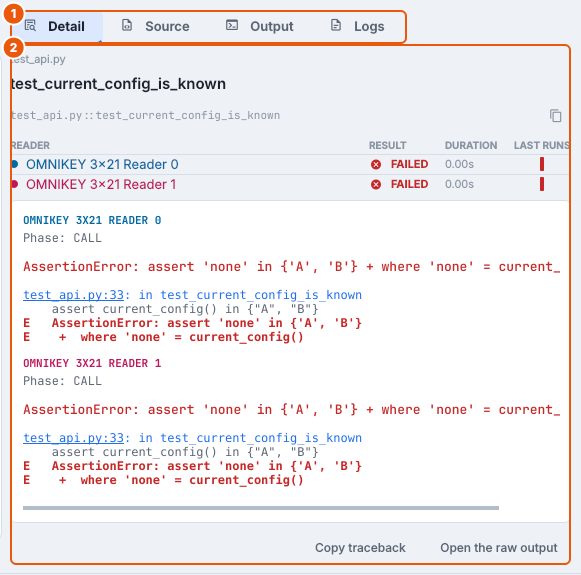 1
Detail
Source
Output
Logs
2
test_api.py
test_current_config_is_known
test_api.py::test_current_config_is_known
READER RESULT DURATION LAST RUNS
OMNIKEY 3×21 Reader 0 FAILED 0.00s
OMNIKEY 3×21 Reader 1 FAILED 0.00s
OMNIKEY 3X21 READER 0
Phase: CALL
AssertionError: assert 'none' in {'A', 'B'} + where 'none' = current_
test_api.py:33: in test_current_config_is_known
    assert current_config() in {"A", "B"}
E   AssertionError: assert 'none' in {'A', 'B'}
E    +  where 'none' = current_config()
OMNIKEY 3X21 READER 1
Phase: CALL
AssertionError: assert 'none' in {'A', 'B'} + where 'none' = current_
test_api.py:33: in test_current_config_is_known
    assert current_config() in {"A", "B"}
E   AssertionError: assert 'none' in {'A', 'B'}
E    +  where 'none' = current_config()
Copy traceback
Open the raw output